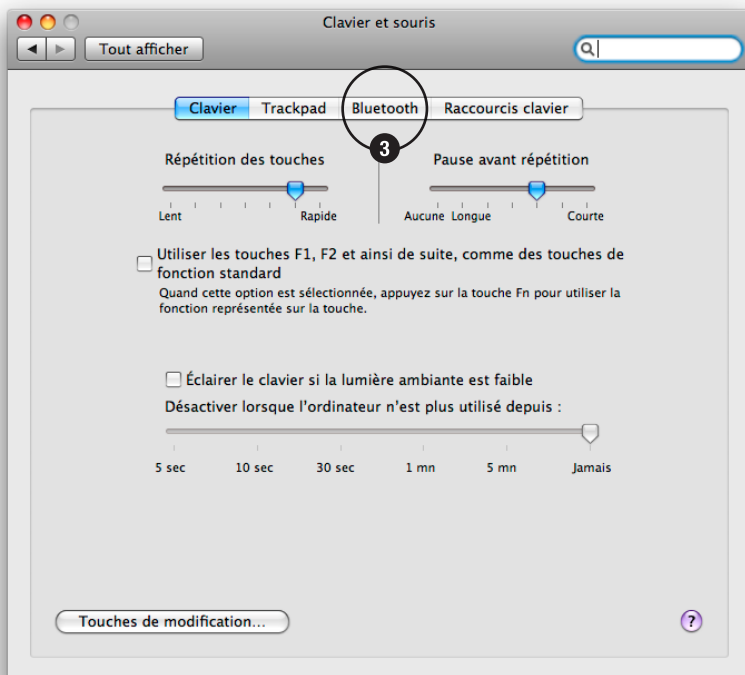 Clavier et souris
Tout afficher
Clavier Trackpad Bluetooth Raccourcis clavier
3
Répétition des touches
Lent Rapide
Pause avant répétition
Aucune Longue Courte
Utiliser les touches F1, F2 et ainsi de suite, comme des touches de
fonction standard
Quand cette option est sélectionnée, appuyez sur la touche Fn pour utiliser la
fonction représentée sur la touche.
Éclairer le clavier si la lumière ambiante est faible
Désactiver lorsque l'ordinateur n'est plus utilisé depuis :
5 sec 10 sec 30 sec 1 mn 5 mn Jamais
Touches de modification... ?